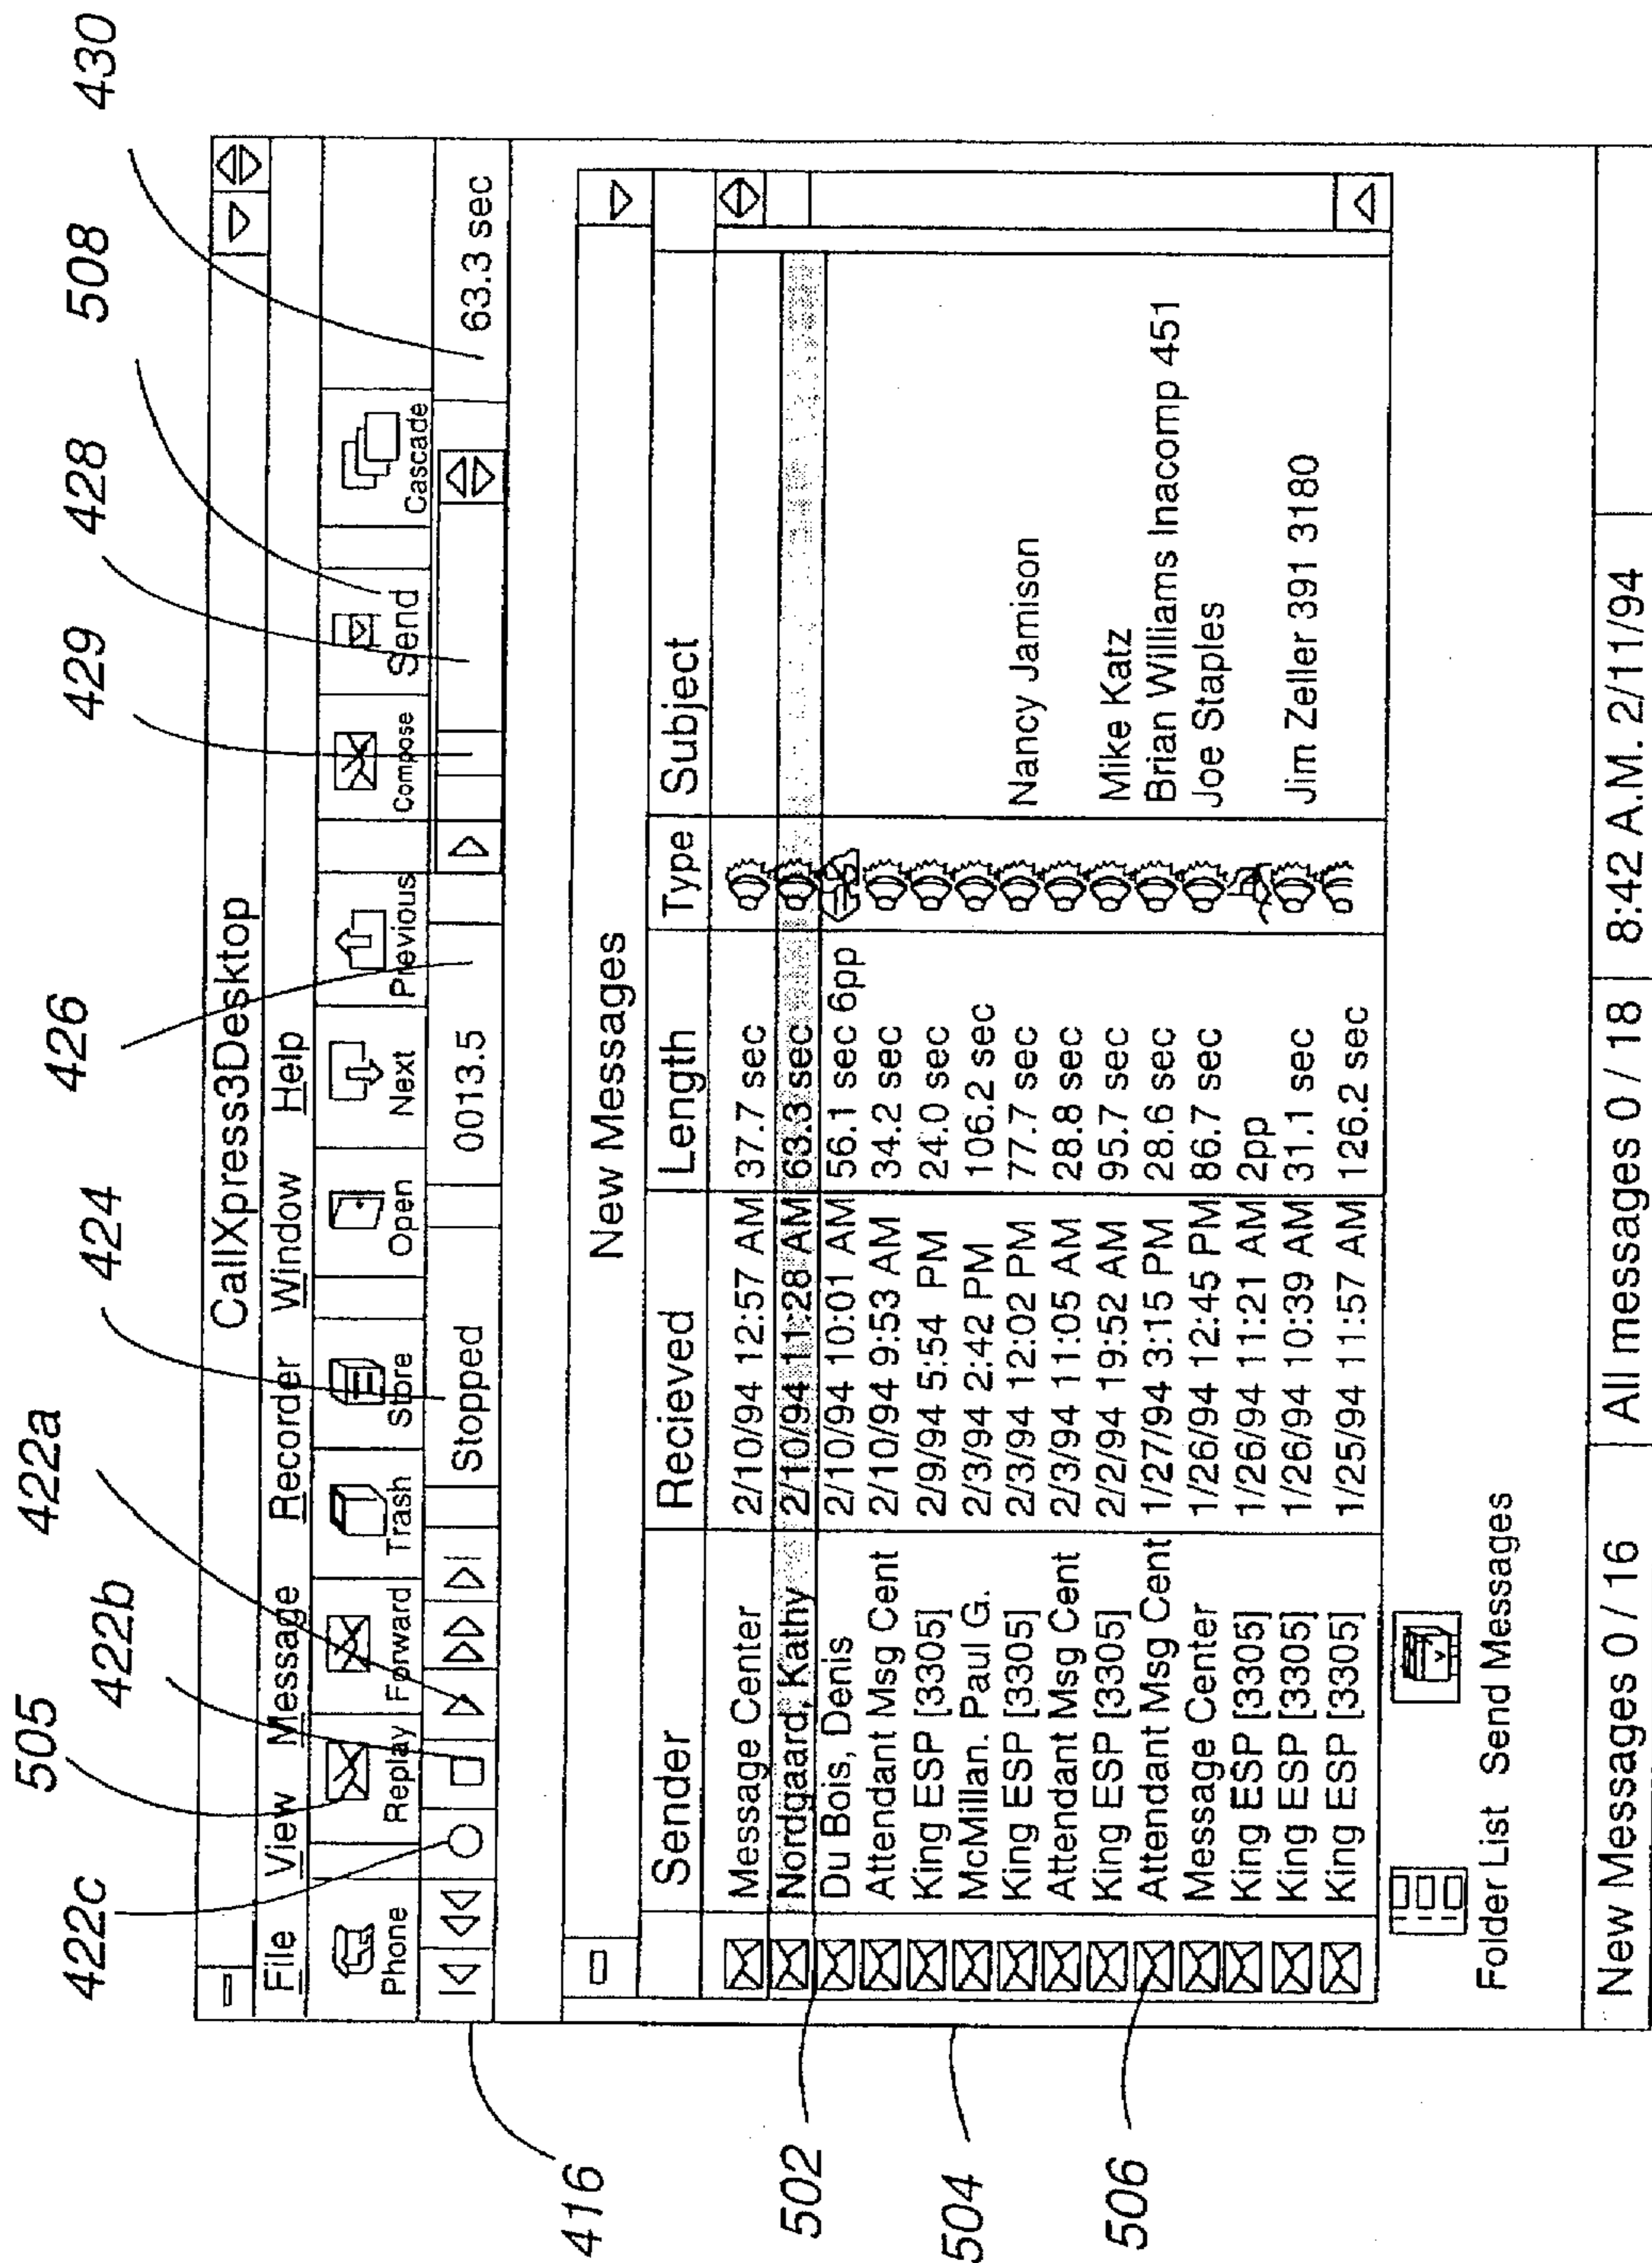 422c 505 422b 422a 424 426 429 428 508 430
CallXpress3Desktop
File View Message Recorder Window Help
Phone Replay Forward Trash Store Open Next Previous Compose Send Cascade
Stopped 0013.5 63.3 sec
416
New Messages
Sender Recieved Length Type Subject
Message Center 2/10/94 12:57 AM 37.7 sec
Nordgaard, Kathy 2/10/94 11:28 AM 63.3 sec
502
Du Bois, Denis 2/10/94 10:01 AM 56.1 sec 6pp
Attendant Msg Cent 2/10/94 9:53 AM 34.2 sec
King ESP [3305] 2/9/94 5:54 PM 24.0 sec
504
McMillan. Paul G. 2/3/94 2:42 PM 106.2 sec
King ESP [3305] 2/3/94 12:02 PM 77.7 sec Nancy Jamison
Attendant Msg Cent 2/3/94 11:05 AM 28.8 sec
King ESP [3305] 2/2/94 19:52 AM 95.7 sec Mike Katz
506
Attendant Msg Cent 1/27/94 3:15 PM 28.6 sec Brian Williams Inacomp 451
Message Center 1/26/94 12:45 PM 86.7 sec Joe Staples
King ESP [3305] 1/26/94 11:21 AM 2pp
King ESP [3305] 1/26/94 10:39 AM 31.1 sec Jim Zeller 391 3180
King ESP [3305] 1/25/94 11:57 AM 126.2 sec
Folder List Send Messages
New Messages 0 / 16 All messages 0 / 18 8:42 A.M. 2/11/94